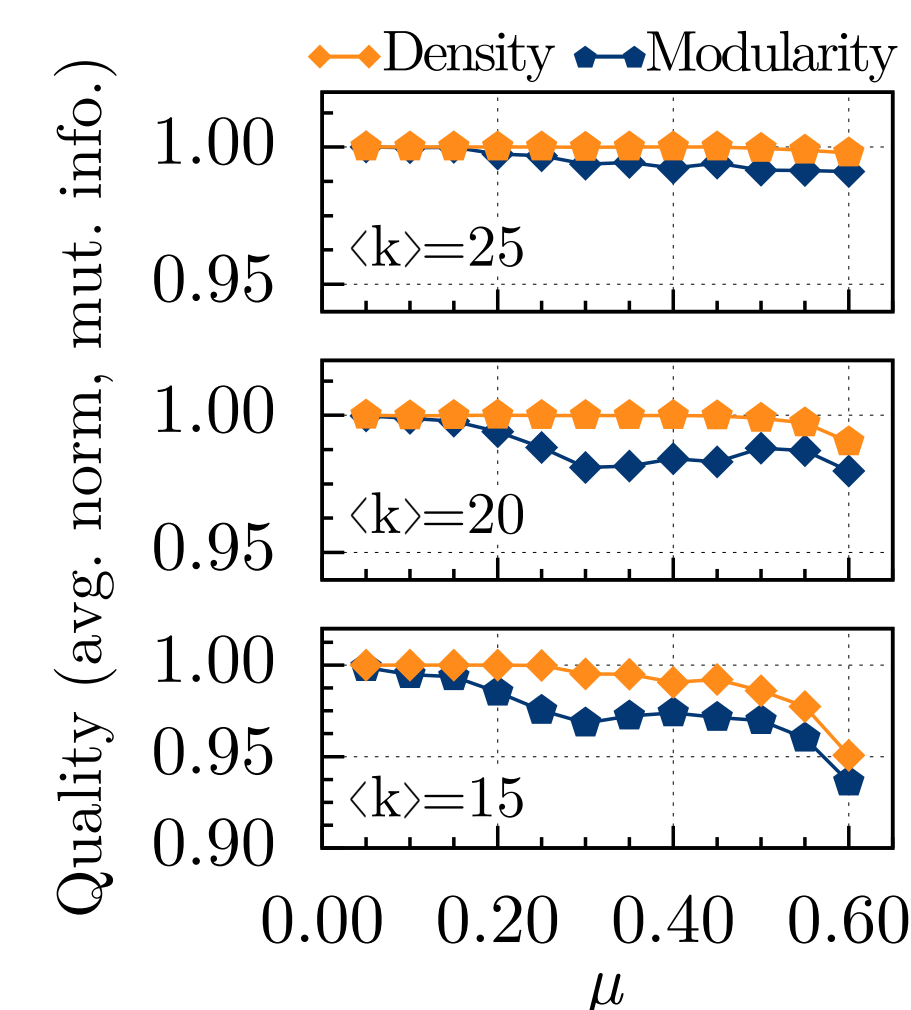 Density Modularity
Quality (avg. norm, mut. info.)
1.00
0.95
⟨k⟩=25
1.00
0.95
⟨k⟩=20
1.00
0.95
0.90
⟨k⟩=15
0.00 0.20 0.40 0.60
μ